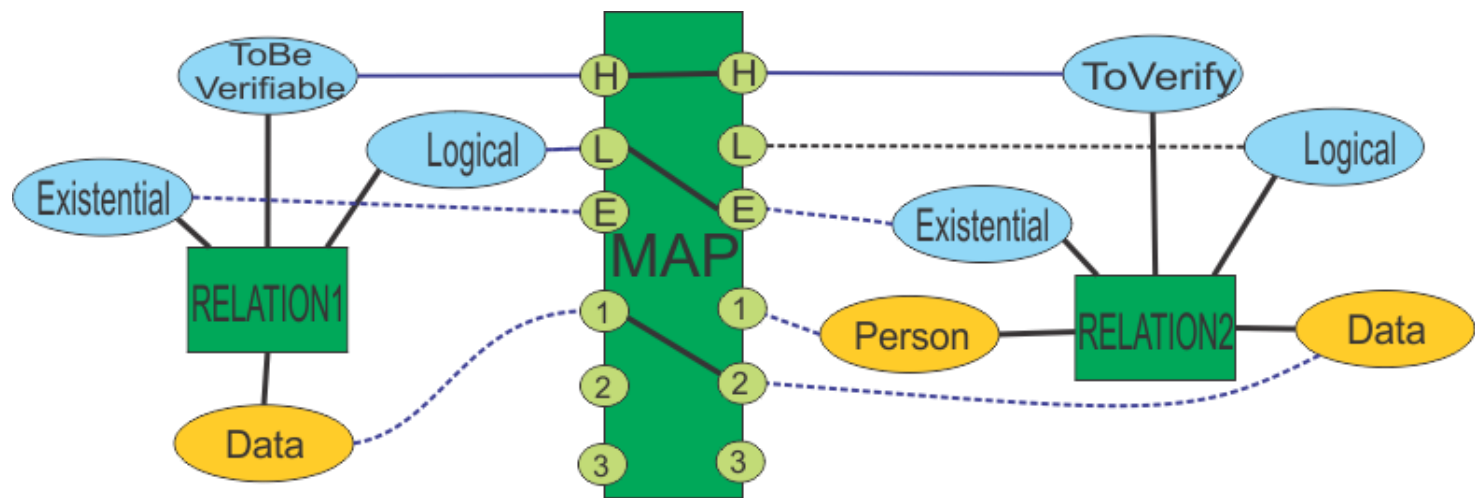 ToBe
Verifiable
Logical
Existential
RELATION1
Data
H
L
E
MAP
1
2
3
H
L
E
1
2
3
ToVerify
Logical
Existential
Person
RELATION2
Data